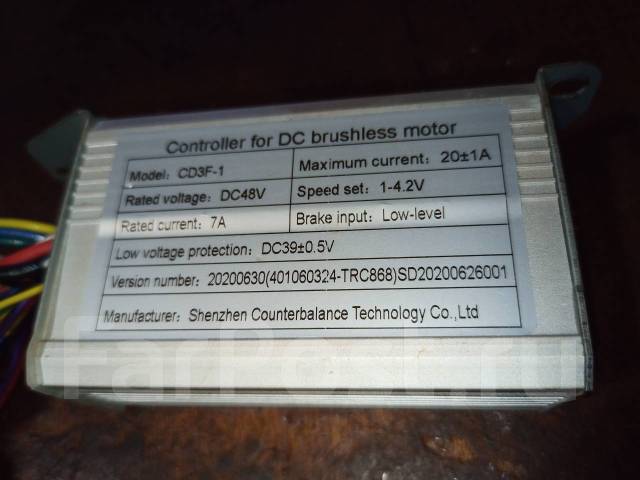 Controller for DC brushless motor
Model: CD3F-1 Maximum current: 20±1A
Rated voltage: DC48V Speed set: 1-4.2V
Rated current: 7A Brake input: Low-level
Low voltage protection: DC39±0.5V
Version number: 20200630(401060324-TRC868)SD20200626001
Manufacturer: Shenzhen Counterbalance Technology Co.,Ltd
FarPost.ru